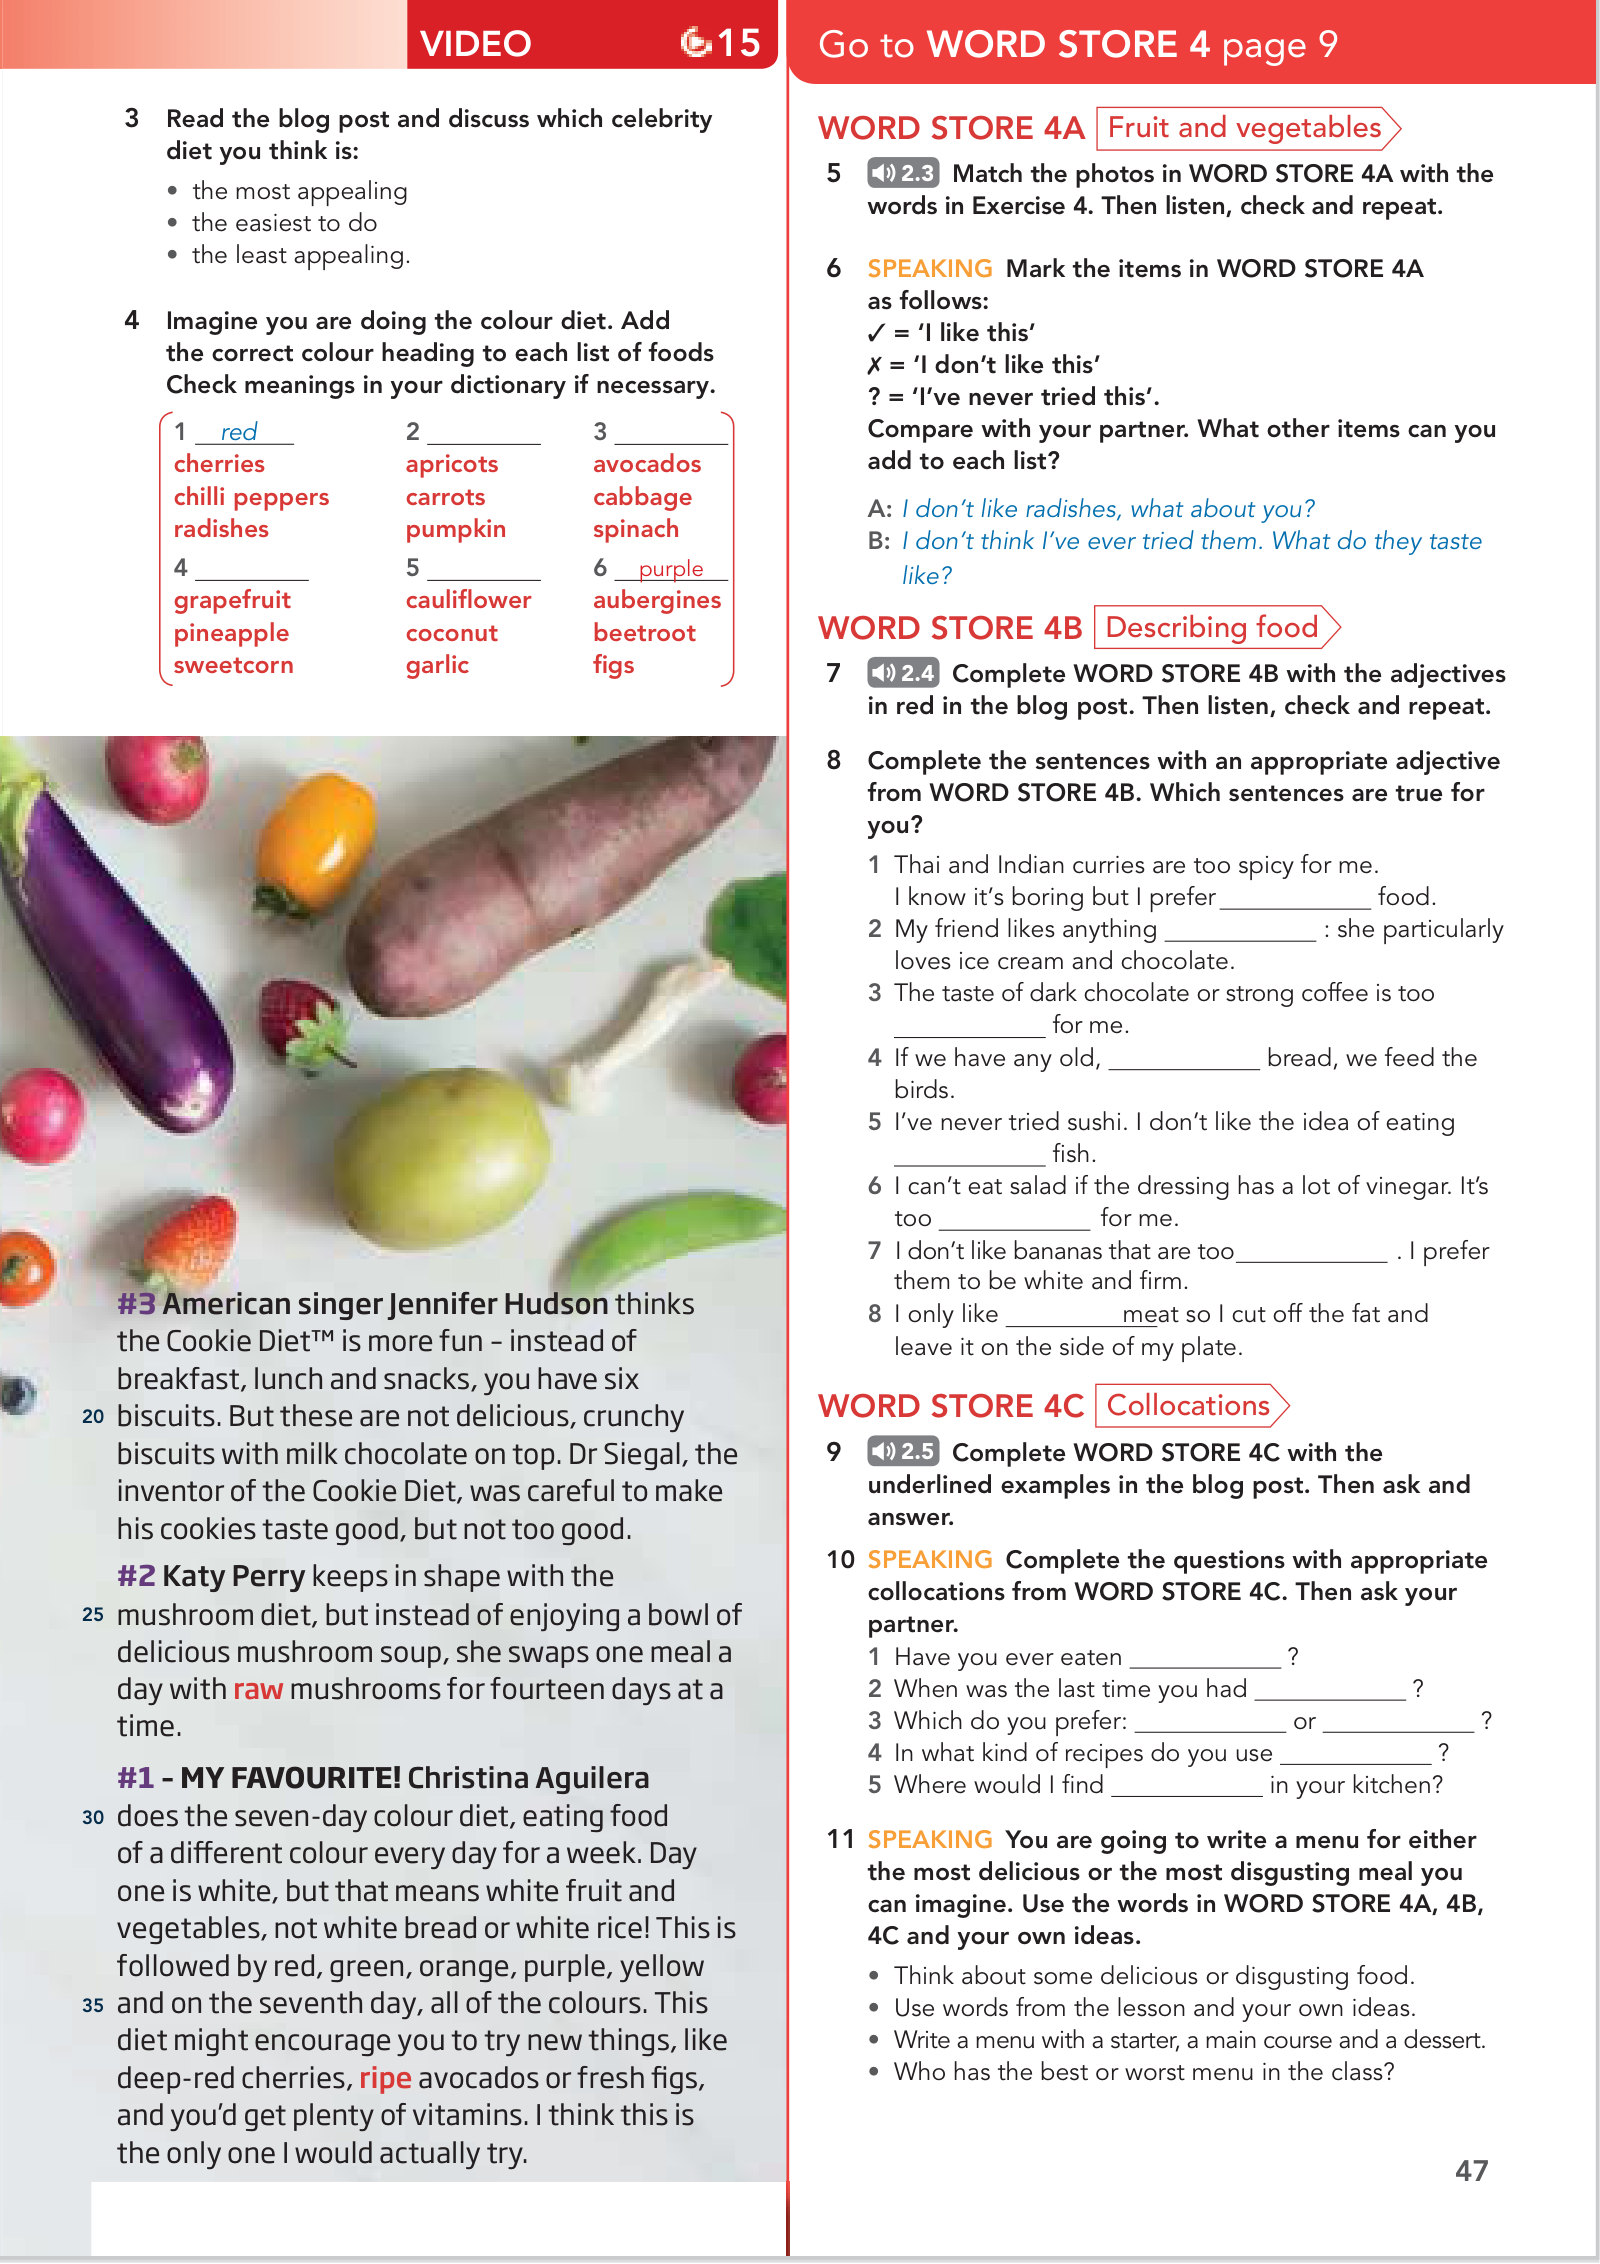 VIDEO 15
3 Read the blog post and discuss which celebrity
diet you think is:
• the most appealing
• the easiest to do
• the least appealing.
4 Imagine you are doing the colour diet. Add
the correct colour heading to each list of foods
Check meanings in your dictionary if necessary.
1 red 2 ____ 3 ____
cherries apricots avocados
chilli peppers carrots cabbage
radishes pumpkin spinach
4 ____ 5 ____ 6 purple
grapefruit cauliflower aubergines
pineapple coconut beetroot
sweetcorn garlic figs
#3 American singer Jennifer Hudson thinks
the Cookie Diet™ is more fun – instead of
breakfast, lunch and snacks, you have six
20 biscuits. But these are not delicious, crunchy
biscuits with milk chocolate on top. Dr Siegal, the
inventor of the Cookie Diet, was careful to make
his cookies taste good, but not too good.
#2 Katy Perry keeps in shape with the
25 mushroom diet, but instead of enjoying a bowl of
delicious mushroom soup, she swaps one meal a
day with raw mushrooms for fourteen days at a
time.
#1 – MY FAVOURITE! Christina Aguilera
30 does the seven-day colour diet, eating food
of a different colour every day for a week. Day
one is white, but that means white fruit and
vegetables, not white bread or white rice! This is
followed by red, green, orange, purple, yellow
35 and on the seventh day, all of the colours. This
diet might encourage you to try new things, like
deep-red cherries, ripe avocados or fresh figs,
and you'd get plenty of vitamins. I think this is
the only one I would actually try.
Go to WORD STORE 4 page 9
WORD STORE 4A Fruit and vegetables
5 2.3 Match the photos in WORD STORE 4A with the
words in Exercise 4. Then listen, check and repeat.
6 SPEAKING Mark the items in WORD STORE 4A
as follows:
✓ = ‘I like this’
✗ = ‘I don’t like this’
? = ‘I’ve never tried this’.
Compare with your partner. What other items can you
add to each list?
A: I don’t like radishes, what about you?
B: I don’t think I’ve ever tried them. What do they taste
like?
WORD STORE 4B Describing food
7 2.4 Complete WORD STORE 4B with the adjectives
in red in the blog post. Then listen, check and repeat.
8 Complete the sentences with an appropriate adjective
from WORD STORE 4B. Which sentences are true for
you?
1 Thai and Indian curries are too spicy for me.
I know it’s boring but I prefer ____ food.
2 My friend likes anything ____ : she particularly
loves ice cream and chocolate.
3 The taste of dark chocolate or strong coffee is too
____ for me.
4 If we have any old, ____ bread, we feed the
birds.
5 I’ve never tried sushi. I don’t like the idea of eating
____ fish.
6 I can’t eat salad if the dressing has a lot of vinegar. It’s
too ____ for me.
7 I don’t like bananas that are too ____ . I prefer
them to be white and firm.
8 I only like ____ meat so I cut off the fat and
leave it on the side of my plate.
WORD STORE 4C Collocations
9 2.5 Complete WORD STORE 4C with the
underlined examples in the blog post. Then ask and
answer.
10 SPEAKING Complete the questions with appropriate
collocations from WORD STORE 4C. Then ask your
partner.
1 Have you ever eaten ____ ?
2 When was the last time you had ____ ?
3 Which do you prefer: ____ or ____ ?
4 In what kind of recipes do you use ____ ?
5 Where would I find ____ in your kitchen?
11 SPEAKING You are going to write a menu for either
the most delicious or the most disgusting meal you
can imagine. Use the words in WORD STORE 4A, 4B,
4C and your own ideas.
• Think about some delicious or disgusting food.
• Use words from the lesson and your own ideas.
• Write a menu with a starter, a main course and a dessert.
• Who has the best or worst menu in the class?
47